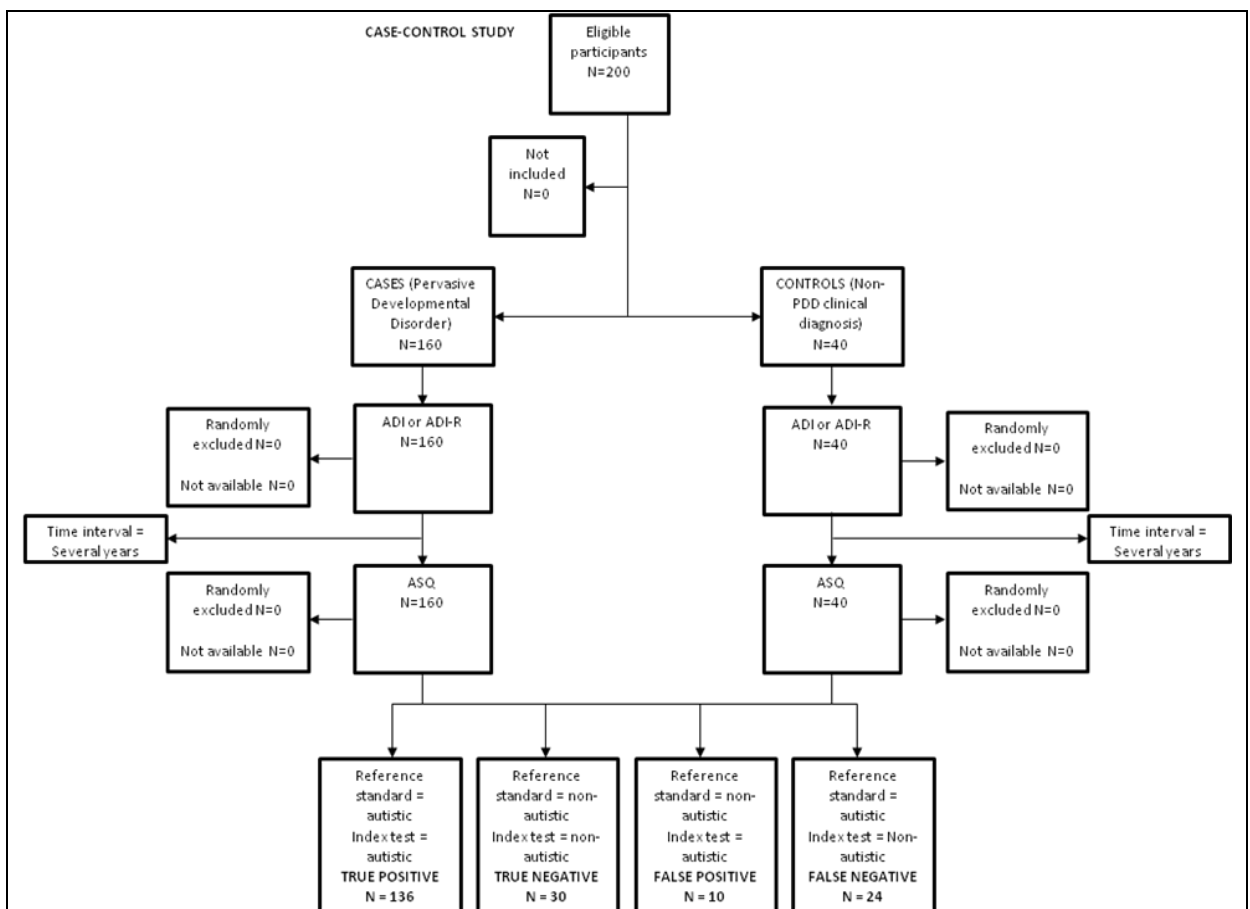 CASE-CONTROL STUDY
Eligible
participants
N=200
Not
included
N=0
CASES (Pervasive
Developmental
Disorder)
N=160
CONTROLS (Non-
PDD clinical
diagnosis)
N=40
Randomly
excluded N=0
Not available N=0
ADI or ADI-R
N=160
ADI or ADI-R
N=40
Randomly
excluded N=0
Not available N=0
Time interval =
Several years
Time interval =
Several years
Randomly
excluded N=0
Not available N=0
ASQ
N=160
ASQ
N=40
Randomly
excluded N=0
Not available N=0
Reference
standard =
autistic
Index test =
autistic
TRUE POSITIVE
N = 136
Reference
standard = non-
autistic
Index test = non-
autistic
TRUE NEGATIVE
N = 30
Reference
standard = non-
autistic
Index test =
autistic
FALSE POSITIVE
N = 10
Reference
standard =
autistic
Index test = Non-
autistic
FALSE NEGATIVE
N = 24